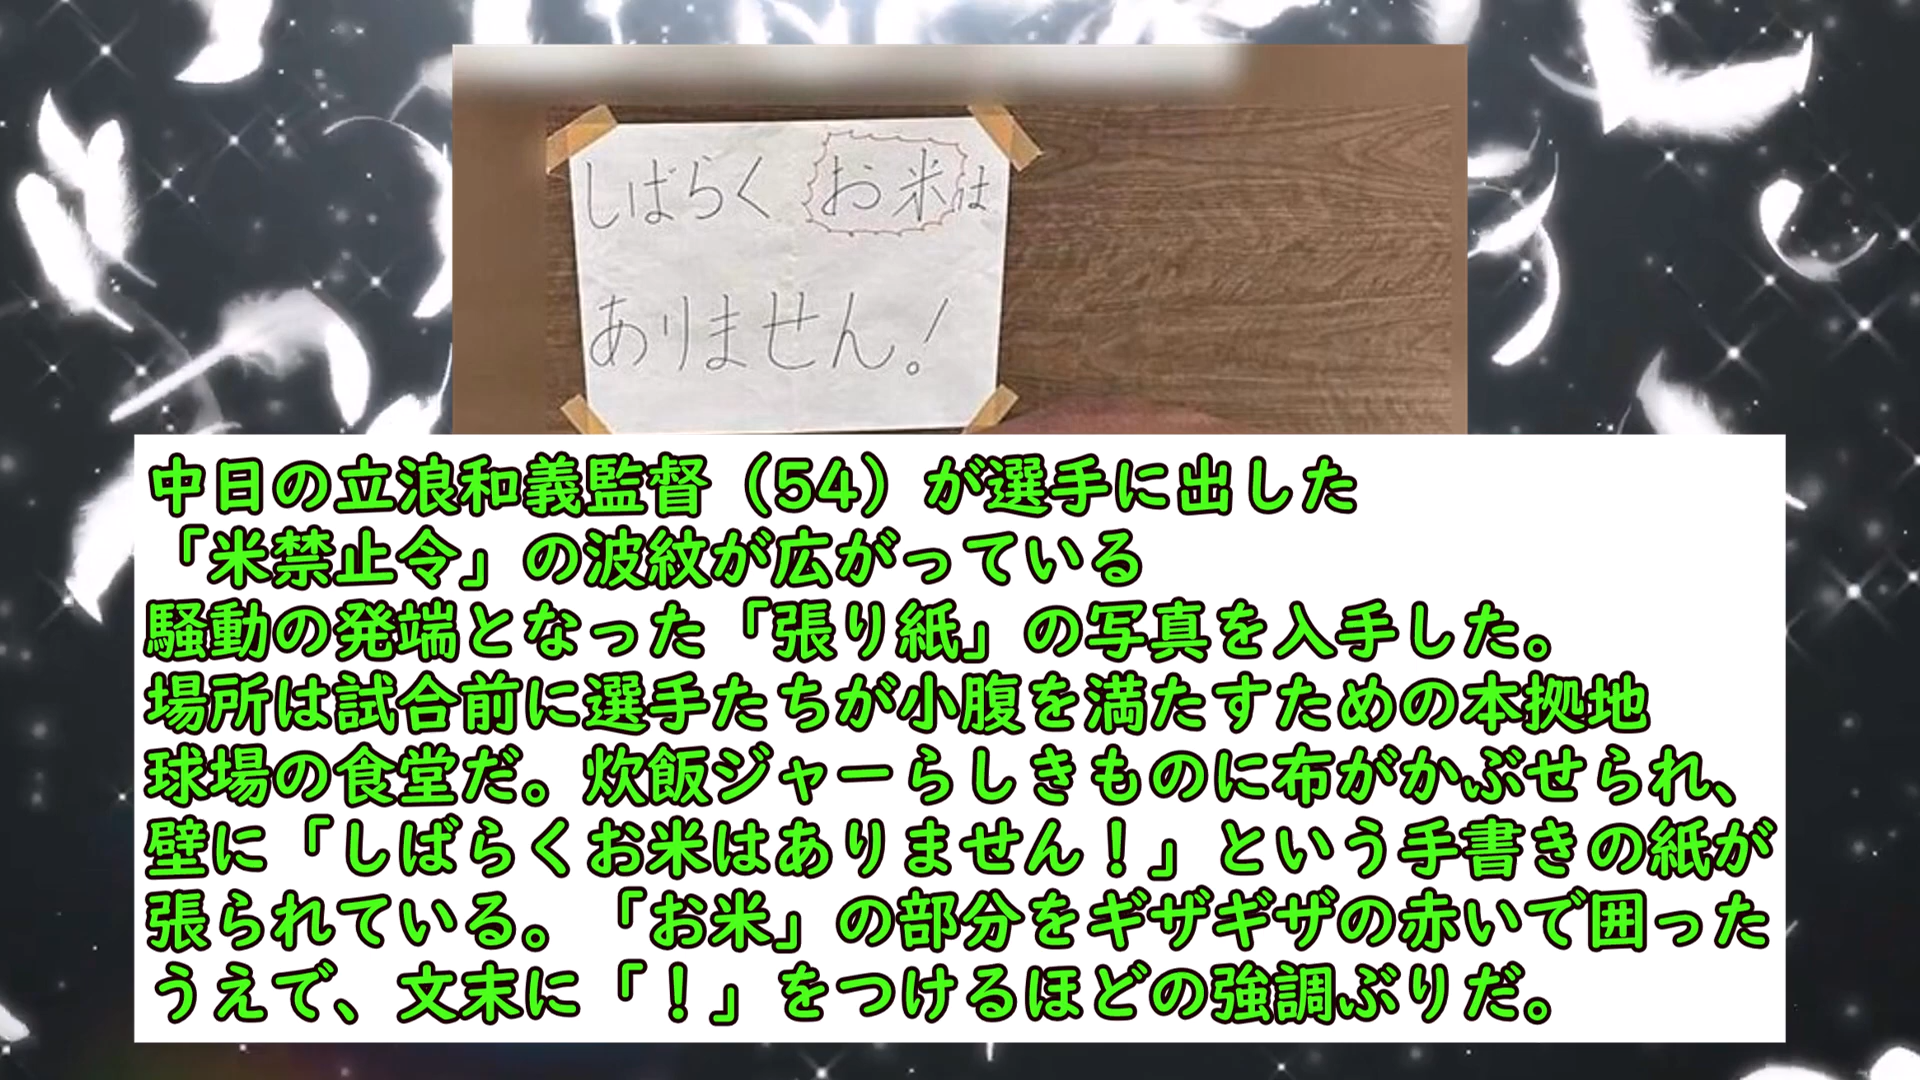 しばらくお米は
ありません!
中日の立浪和義監督（54）が選手に出した
「米禁止令」の波紋が広がっている
騒動の発端となった「張り紙」の写真を入手した。
場所は試合前に選手たちが小腹を満たすための本拠地
球場の食堂だ。炊飯ジャーらしきものに布がかぶせられ、
壁に「しばらくお米はありません！」という手書きの紙が
張られている。「お米」の部分をギザギザの赤いで囲った
うえで、文末に「！」をつけるほどの強調ぶりだ。